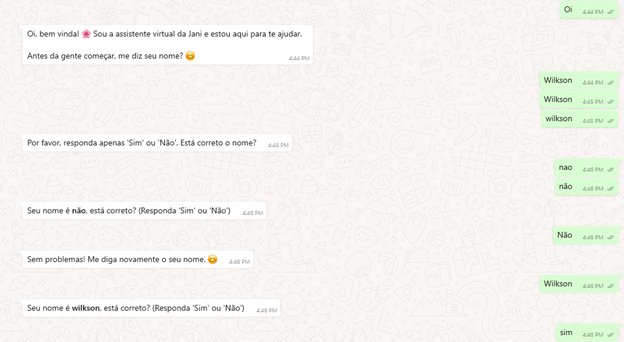 Oi 4:44 PM
Oi, bem vinda! 🌸 Sou a assistente virtual da Jani e estou aqui para te ajudar.
Antes da gente começar, me diz seu nome? 😊
4:44 PM
Wilkson 4:44 PM
Wilkson 4:45 PM
wilkson 4:45 PM
Por favor, responda apenas 'Sim' ou 'Não'. Está correto o nome? 4:45 PM
nao 4:45 PM
não 4:46 PM
Seu nome é não, está correto? (Responda 'Sim' ou 'Não') 4:46 PM
Não 4:46 PM
Sem problemas! Me diga novamente o seu nome. 😊 4:46 PM
Wilkson 4:46 PM
Seu nome é wilkson, está correto? (Responda 'Sim' ou 'Não') 4:46 PM
sim 4:46 PM